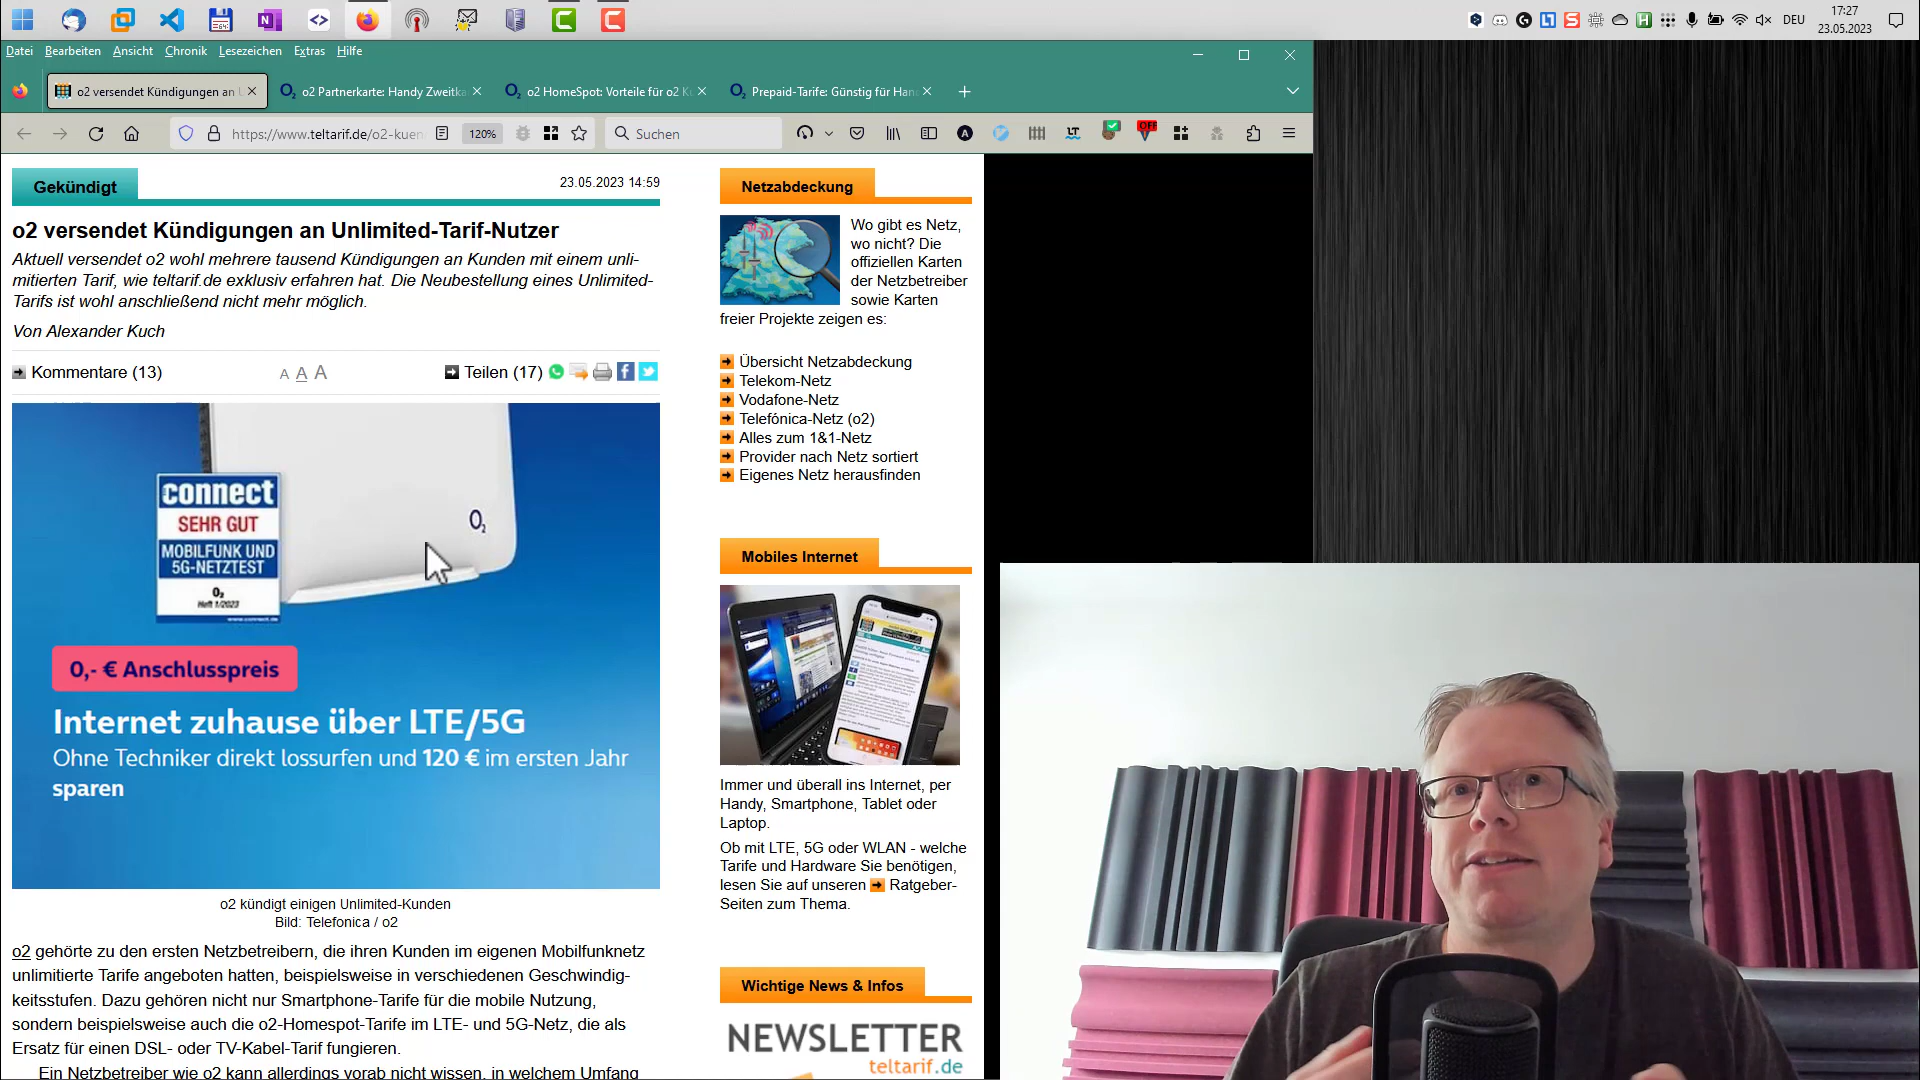 17:27
DEU
23.05.2023
Datei Bearbeiten Ansicht Chronik Lesezeichen Extras Hilfe
o2 versendet Kündigungen an U
o2 Partnerkarte: Handy Zweitka
o2 HomeSpot: Vorteile für o2 K
Prepaid-Tarife: Günstig für Han
https://www.teltarif.de/o2-kuen
120%
Suchen
OFF
Gekündigt
23.05.2023 14:59
o2 versendet Kündigungen an Unlimited-Tarif-Nutzer
Aktuell versendet o2 wohl mehrere tausend Kündigungen an Kunden mit einem unli-
mitierten Tarif, wie teltarif.de exklusiv erfahren hat. Die Neubestellung eines Unlimited-
Tarifs ist wohl anschließend nicht mehr möglich.
Von Alexander Kuch
Kommentare (13)
A A A
Teilen (17)
connect
SEHR GUT
MOBILFUNK UND
5G-NETZTEST
O2
Heft 1/2023
www.connect.de
O2
0,- € Anschlusspreis
Internet zuhause über LTE/5G
Ohne Techniker direkt lossurfen und 120 € im ersten Jahr
sparen
o2 kündigt einigen Unlimited-Kunden
Bild: Telefonica / o2
o2 gehörte zu den ersten Netzbetreibern, die ihren Kunden im eigenen Mobilfunknetz
unlimitierte Tarife angeboten hatten, beispielsweise in verschiedenen Geschwindig-
keitsstufen. Dazu gehören nicht nur Smartphone-Tarife für die mobile Nutzung,
sondern beispielsweise auch die o2-Homespot-Tarife im LTE- und 5G-Netz, die als
Ersatz für einen DSL- oder TV-Kabel-Tarif fungieren.
Ein Netzbetreiber wie o2 kann allerdings vorab nicht wissen, in welchem Umfang
Netzabdeckung
Wo gibt es Netz,
wo nicht? Die
offiziellen Karten
der Netzbetreiber
sowie Karten
freier Projekte zeigen es:
Übersicht Netzabdeckung
Telekom-Netz
Vodafone-Netz
Telefónica-Netz (o2)
Alles zum 1&1-Netz
Provider nach Netz sortiert
Eigenes Netz herausfinden
Mobiles Internet
Immer und überall ins Internet, per
Handy, Smartphone, Tablet oder
Laptop.
Ob mit LTE, 5G oder WLAN - welche
Tarife und Hardware Sie benötigen,
lesen Sie auf unseren Ratgeber-
Seiten zum Thema.
Wichtige News & Infos
NEWSLETTER
teltarif.de